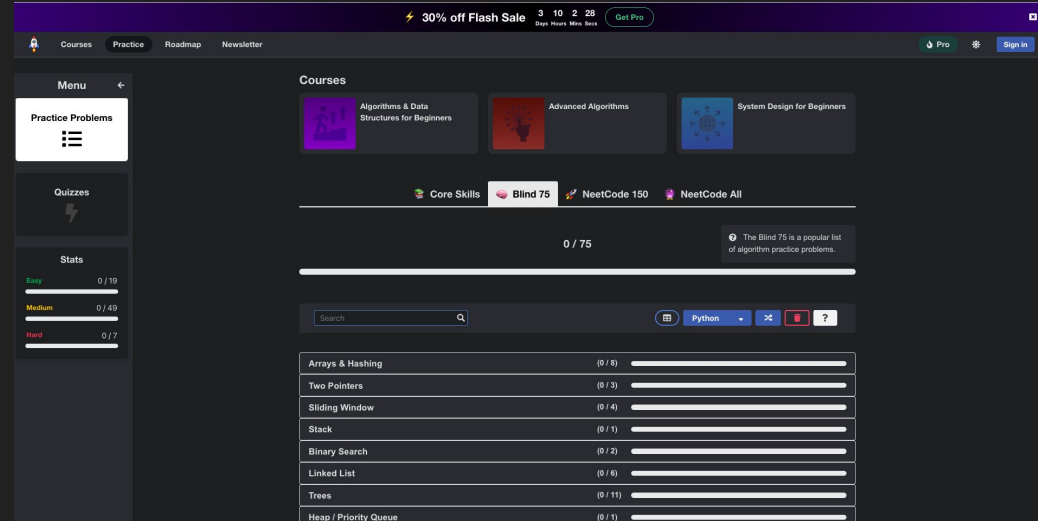 ⚡ 30% off Flash Sale 3 10 2 28 Get Pro
Days Hours Mins Secs
Courses Practice Roadmap Newsletter Pro Sign in
Menu ←
Practice Problems
Quizzes
Stats
Easy 0 / 19
Medium 0 / 49
Hard 0 / 7
Courses
Algorithms & Data
Structures for Beginners
Advanced Algorithms
System Design for Beginners
Core Skills Blind 75 NeetCode 150 NeetCode All
0 / 75
The Blind 75 is a popular list
of algorithm practice problems.
Search Python ?
Arrays & Hashing (0 / 8)
Two Pointers (0 / 3)
Sliding Window (0 / 4)
Stack (0 / 1)
Binary Search (0 / 2)
Linked List (0 / 6)
Trees (0 / 11)
Heap / Priority Queue (0 / 1)